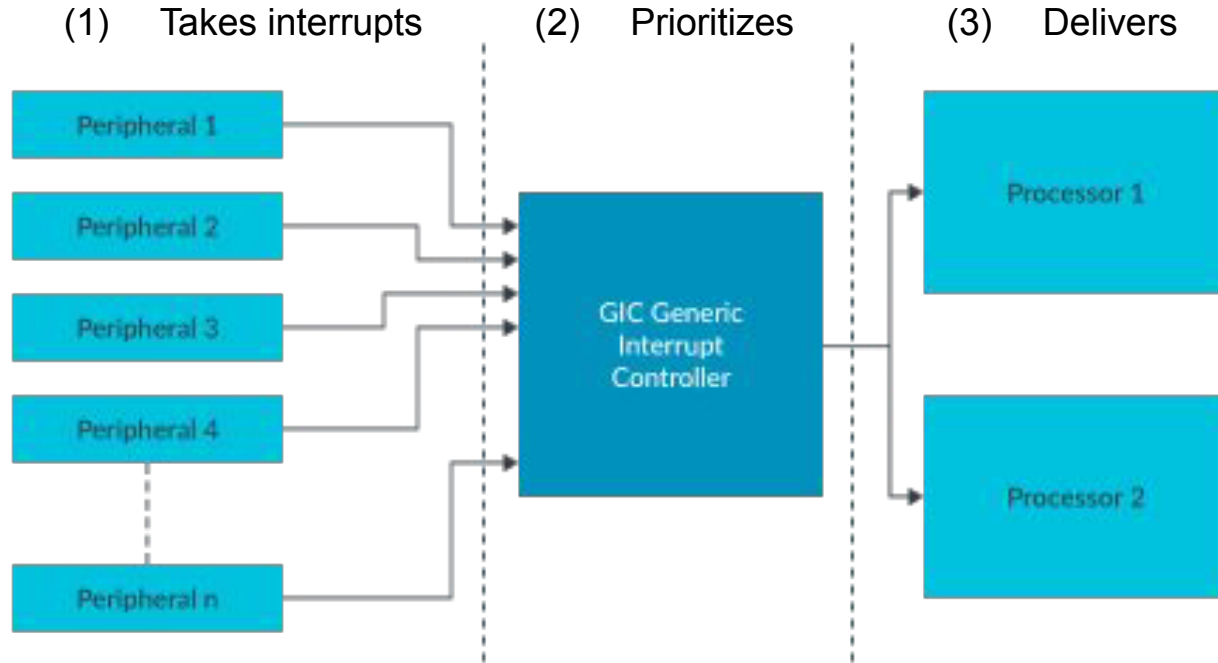 (1) Takes interrupts
(2) Prioritizes
(3) Delivers
Peripheral 1
Peripheral 2
Peripheral 3
Peripheral 4
Peripheral n
GIC Generic
Interrupt
Controller
Processor 1
Processor 2